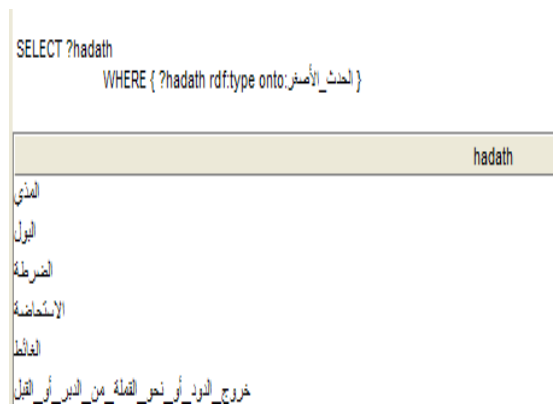 SELECT ?hadath
WHERE { ?hadath rdf:type onto:الحدث_الأصغر }
hadath
المذي
البول
الضرطة
الاستحاضة
الغائط
خروج_الدود_أو_نحو_القملة_من_الدبر_أو_القبل